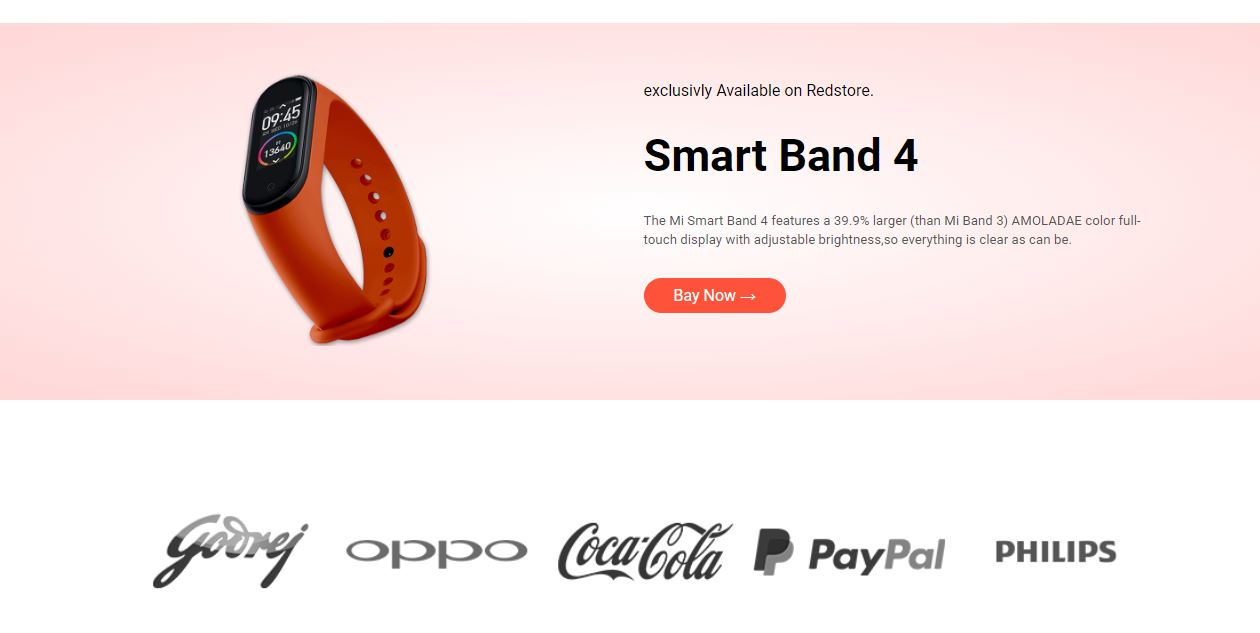 exclusivly Available on Redstore.
Smart Band 4
09:45
13640
The Mi Smart Band 4 features a 39.9% larger (than Mi Band 3) AMOLADAE color full-
touch display with adjustable brightness,so everything is clear as can be.
Bay Now →
Godrej
oppo
Coca-Cola
PayPal
PHILIPS